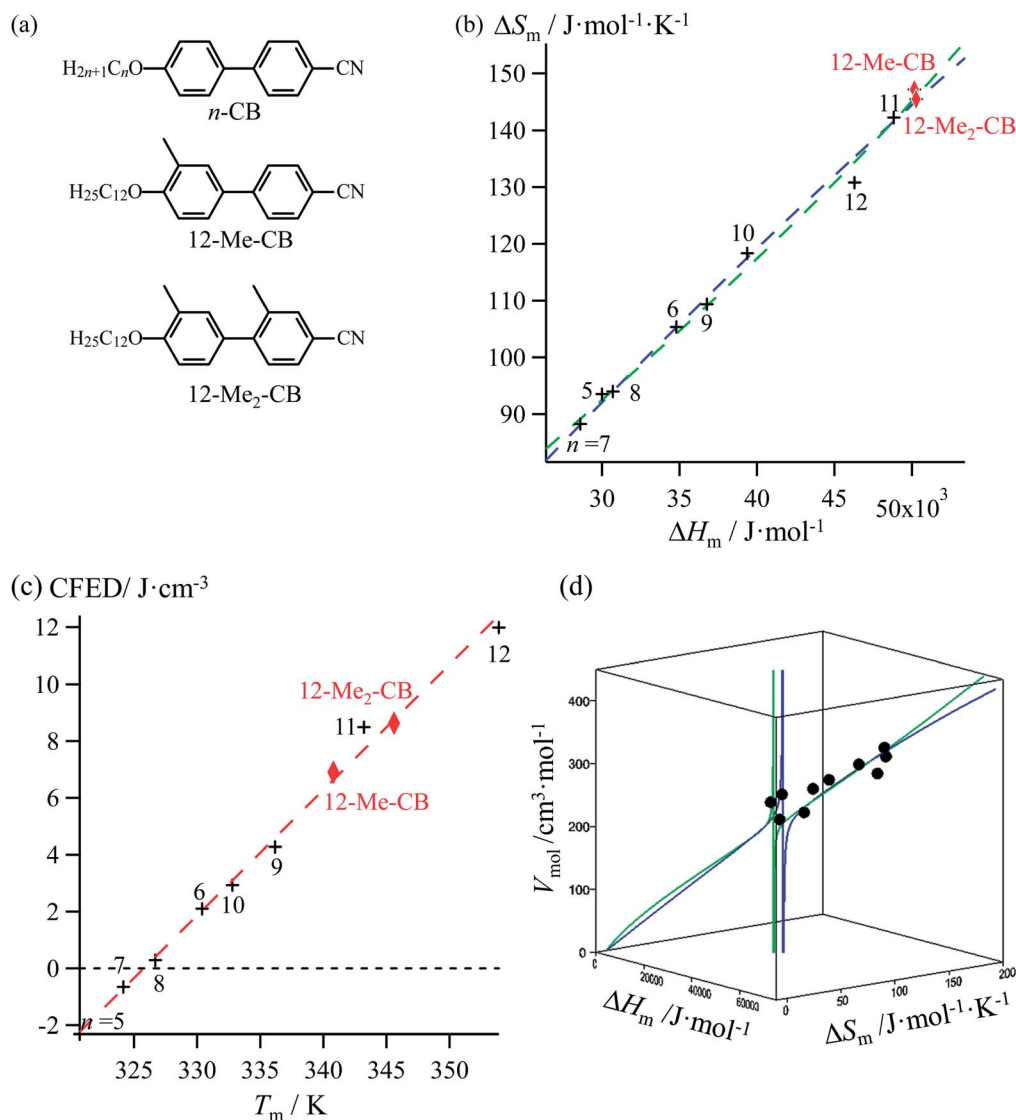 (a)
H₂ₙ₊₁Cₙ O CN
n-CB
H₂₅C₁₂ O CN
12-Me-CB
H₂₅C₁₂ O CN
12-Me₂-CB
(b) ΔSₘ / J·mol⁻¹·K⁻¹
150
140
130
120
110
100
90
12-Me-CB
11
12-Me₂-CB
12
10
6
9
5
8
n =7
30 35 40 45 50x10³
ΔHₘ / J·mol⁻¹
(c) CFED/ J·cm⁻³
12
10
8
6
4
2
0
-2
12
12-Me₂-CB
11
12-Me-CB
9
6
10
7
8
n =5
325 330 335 340 345 350
Tₘ / K
(d)
400
300
200
100
0
Vₘₒₗ /cm³·mol⁻¹
0 20000 40000 60000
ΔHₘ /J·mol⁻¹
0 50 100 150 200
ΔSₘ /J·mol⁻¹·K⁻¹